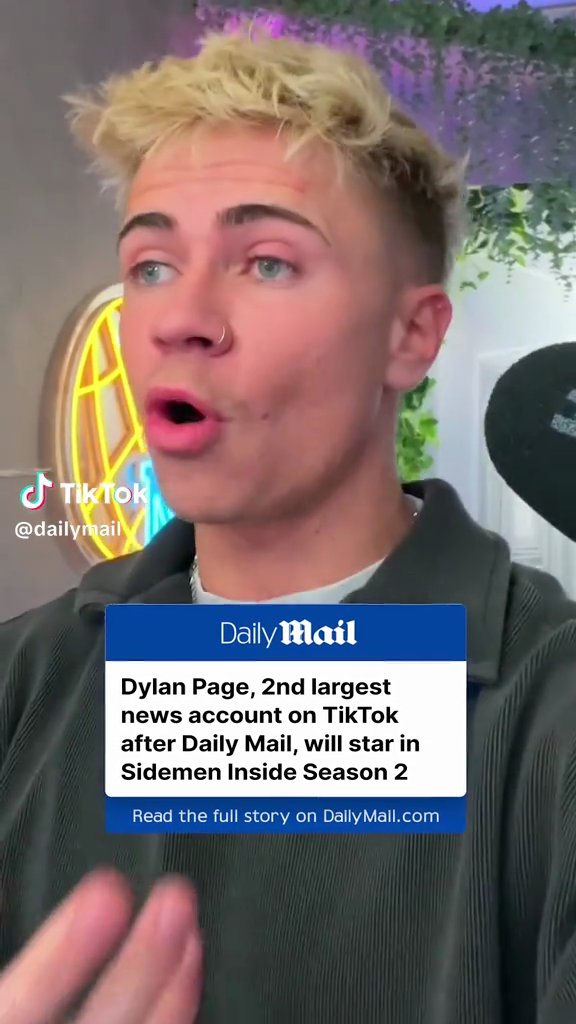 TikTok
@dailymail
Daily Mail
Dylan Page, 2nd largest
news account on TikTok
after Daily Mail, will star in
Sidemen Inside Season 2
Read the full story on DailyMail.com